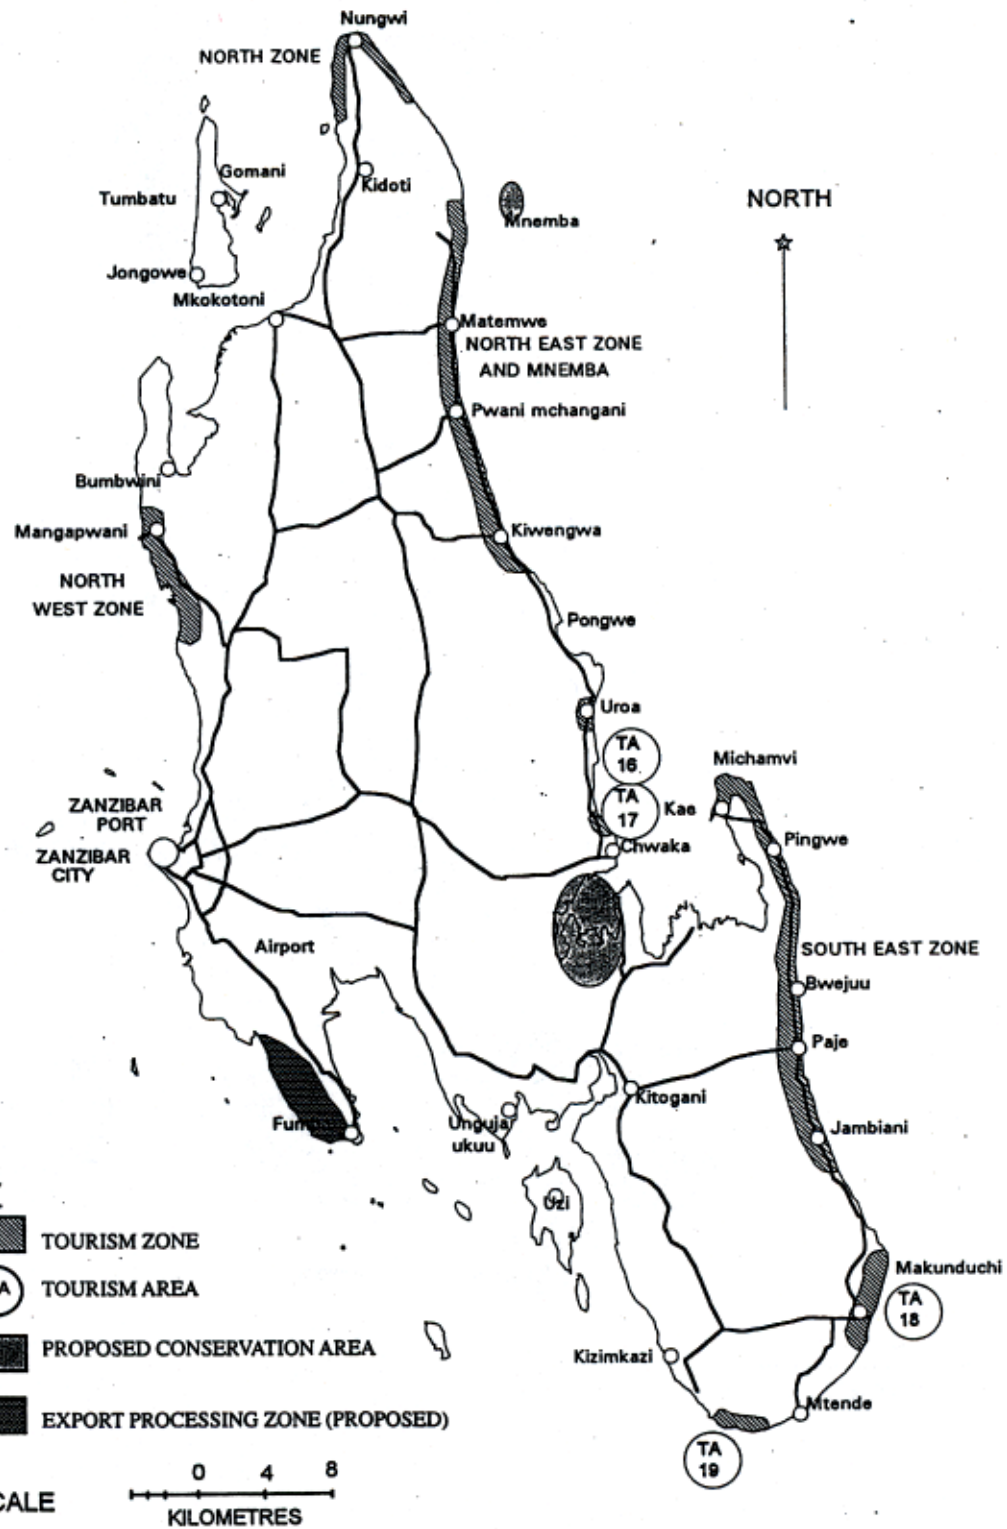 Nungwi
NORTH ZONE
Gomani
Tumbatu
Kidoti
NORTH
Mnemba
Jongowe
Mkokotoni
Matemwe
NORTH EAST ZONE
AND MNEMBA
Pwani mchangani
Bumbwini
Mangapwani
Kiwengwa
NORTH
WEST ZONE
Pongwe
Uroa
TA
16
Michamvi
ZANZIBAR
PORT
TA
17
Kae
Pingwe
ZANZIBAR
CITY
Chwaka
Airport
SOUTH EAST ZONE
Bwejuu
Paje
Kitogani
Unguja
ukuu
Jambiani
Uzi
TOURISM ZONE
Makunduchi
A
TOURISM AREA
TA
18
PROPOSED CONSERVATION AREA
Kizimkazi
Mtende
EXPORT PROCESSING ZONE (PROPOSED)
TA
19
0 4 8
CALE
KILOMETRES